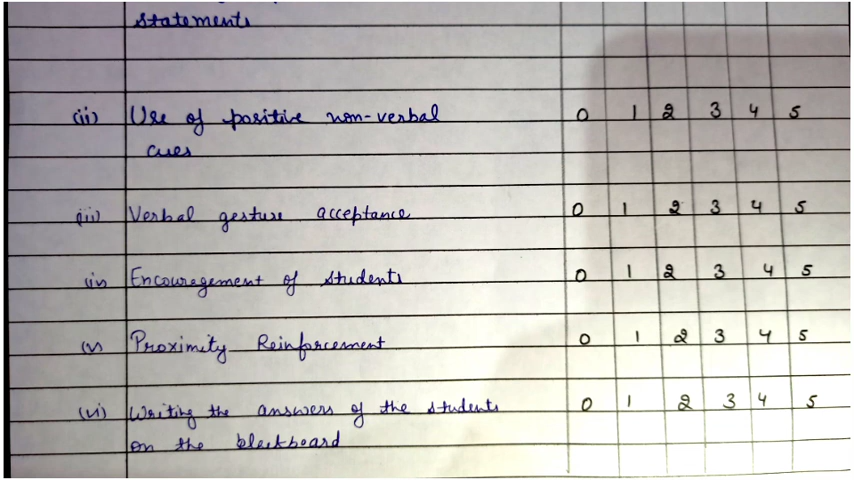 statements
(ii) Use of positive non-verbal 0 1 2 3 4 5
cues
(iii) Verbal gesture acceptance 0 1 2 3 4 5
(iv) Encouragement of students 0 1 2 3 4 5
(v) Proximity Reinforcement 0 1 2 3 4 5
(vi) Writing the answers of the students 0 1 2 3 4 5
on the blackboard